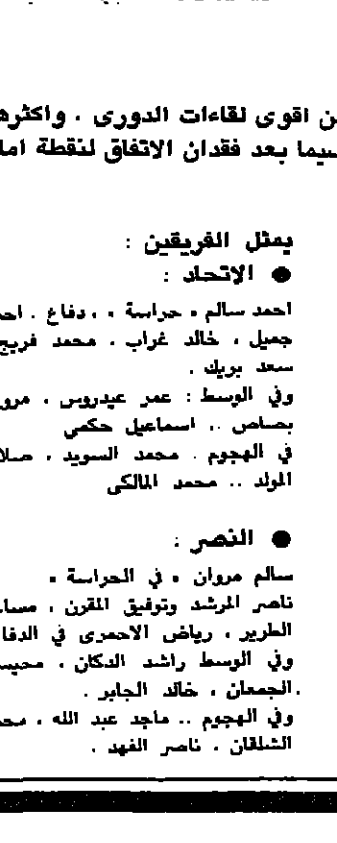 ن اقوى لقاءات الدورى . واكثره
سيما بعد فقدان الاتفاق لنقطة اما
يمثل الفريقين :
● الاتحاد :
احمد سالم « حراسة » ، دفاع . احـ
جميل ، خالد غراب ، محمد فريج
سعد بريك .
وفي الوسط : عمر عيدروس ، مرو
بصاص .. اسماعيل حكمي
في الهجوم . محمد السويد ، صلا
المولد .. محمد المالكى
● النصر :
سالم مروان « في الحراسة »
ناصر المرشد وتوفيق المقرن ، مسا
الطرير ، رياض الاحمرى في الدفا
وفي الوسط راشد الدكان ، محيسـ
الجمعان ، خالد الجابر .
وفي الهجوم .. ماجد عبد الله ، محـ
الشلقان ، ناصر الفهد .